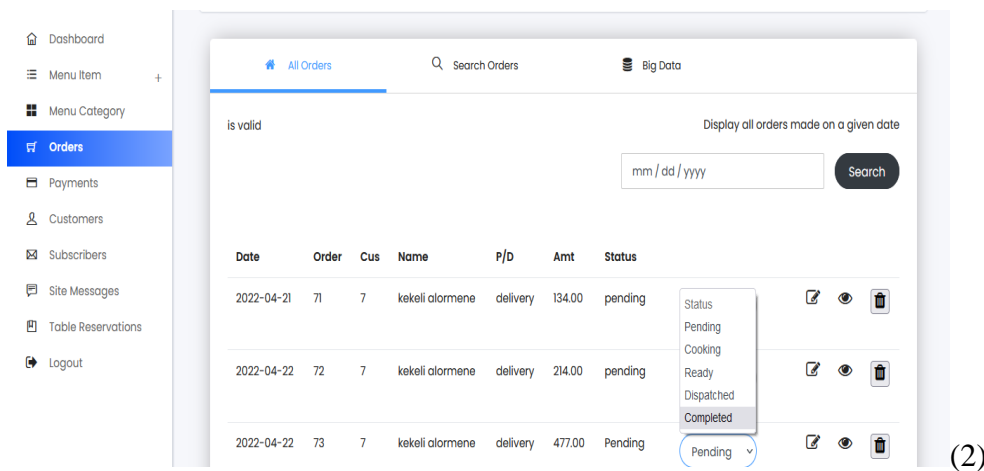 Dashboard
Menu Item +
Menu Category
Orders
Payments
Customers
Subscribers
Site Messages
Table Reservations
Logout
All Orders Search Orders Big Data
is valid Display all orders made on a given date
mm / dd / yyyy Search
Date Order Cus Name P/D Amt Status
2022-04-21 71 7 kekeli alormene delivery 134.00 pending
2022-04-22 72 7 kekeli alormene delivery 214.00 pending
2022-04-22 73 7 kekeli alormene delivery 477.00 Pending
Status
Pending
Cooking
Ready
Dispatched
Completed
Pending
(2)